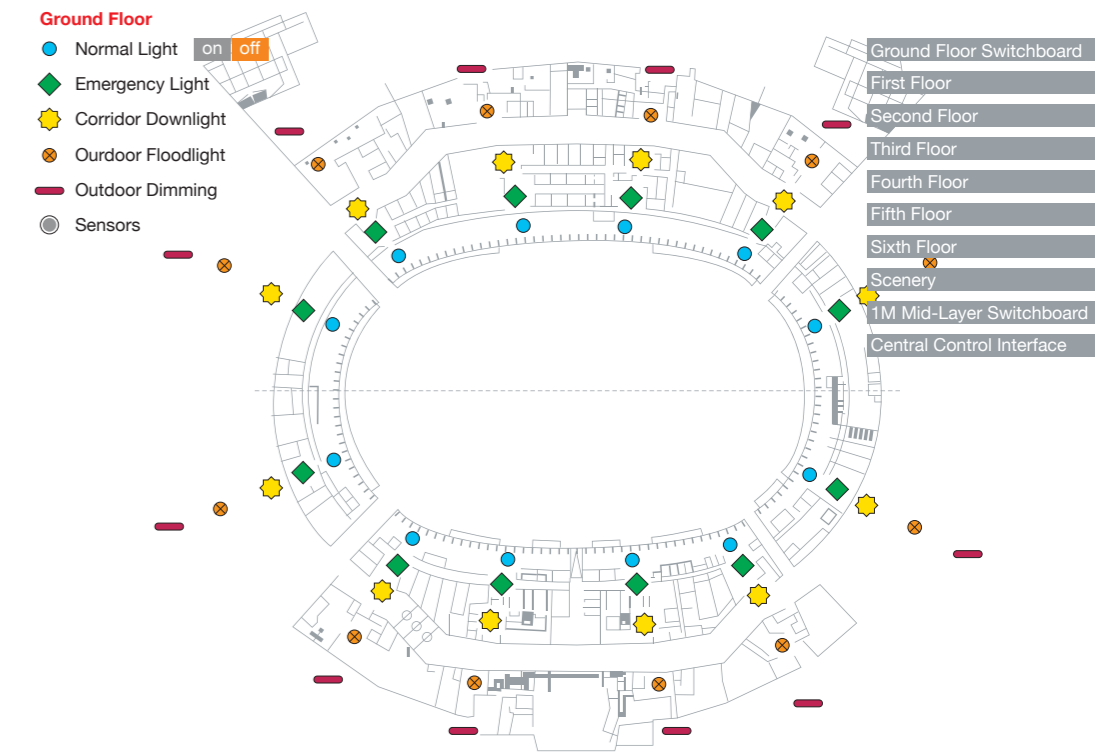 Ground Floor
Normal Light on off
Emergency Light
Corridor Downlight
Ourdoor Floodlight
Outdoor Dimming
Sensors
Ground Floor Switchboard
First Floor
Second Floor
Third Floor
Fourth Floor
Fifth Floor
Sixth Floor
Scenery
1M Mid-Layer Switchboard
Central Control Interface